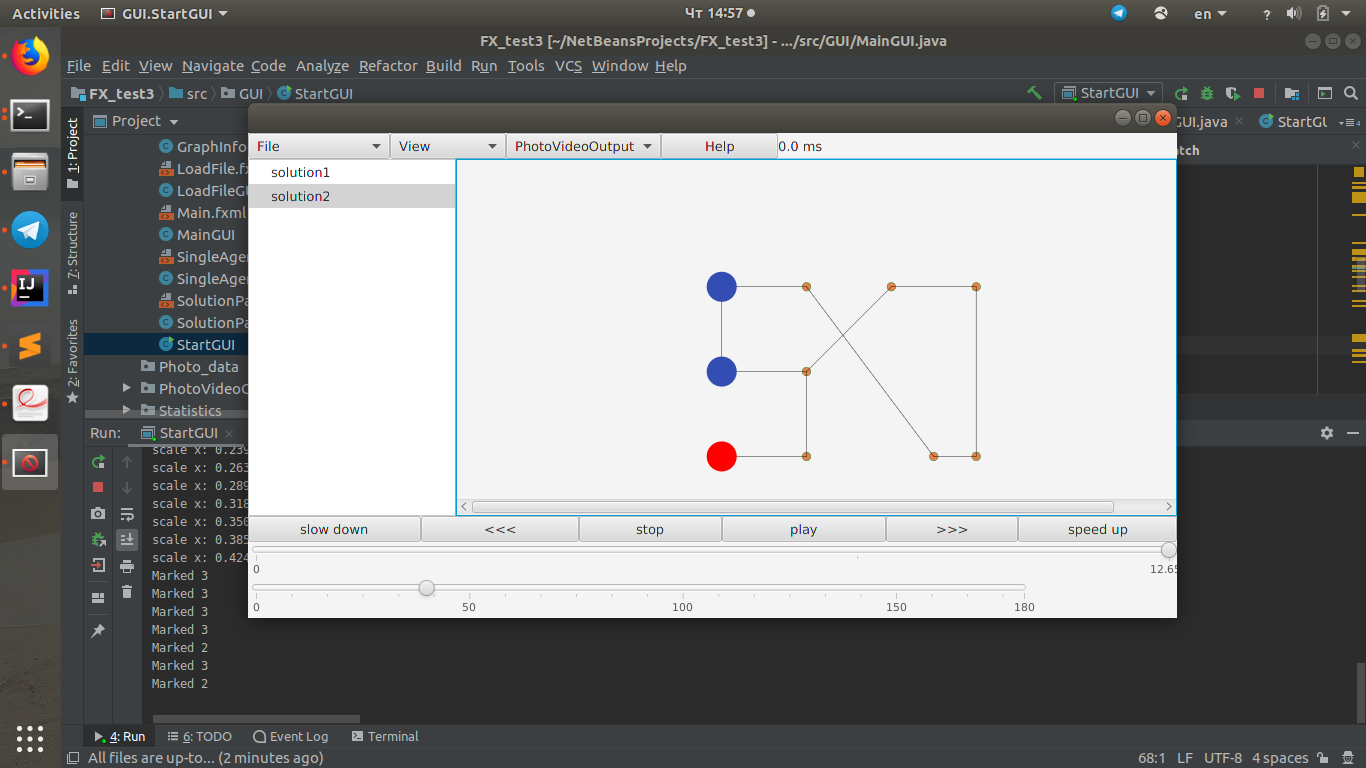 Activities GUI.StartGUI Чт 14:57 en ?
FX_test3 [~/NetBeansProjects/FX_test3] - .../src/GUI/MainGUI.java
File Edit View Navigate Code Analyze Refactor Build Run Tools VCS Window Help
FX_test3 src GUI StartGUI StartGUI
Project GUI.java StartGU
1: Project
7: Structure
2: Favorites
GraphInfo
LoadFile.fx
LoadFileGU
Main.fxml
MainGUI
SingleAge
SingleAge
SolutionPa
SolutionPa
StartGUI
Photo_data
PhotoVideoO
Statistics
File View PhotoVideoOutput Help 0.0 ms
tch
solution1
solution2
slow down <<< stop play >>> speed up
0 12.65
0 50 100 150 180
Run: StartGUI
scale x: 0.239
scale x: 0.263
scale x: 0.289
scale x: 0.318
scale x: 0.350
scale x: 0.385
scale x: 0.424
Marked 3
Marked 3
Marked 3
Marked 3
Marked 2
Marked 3
Marked 2
4: Run 6: TODO Event Log Terminal
All files are up-to... (2 minutes ago) 68:1 LF UTF-8 4 spaces